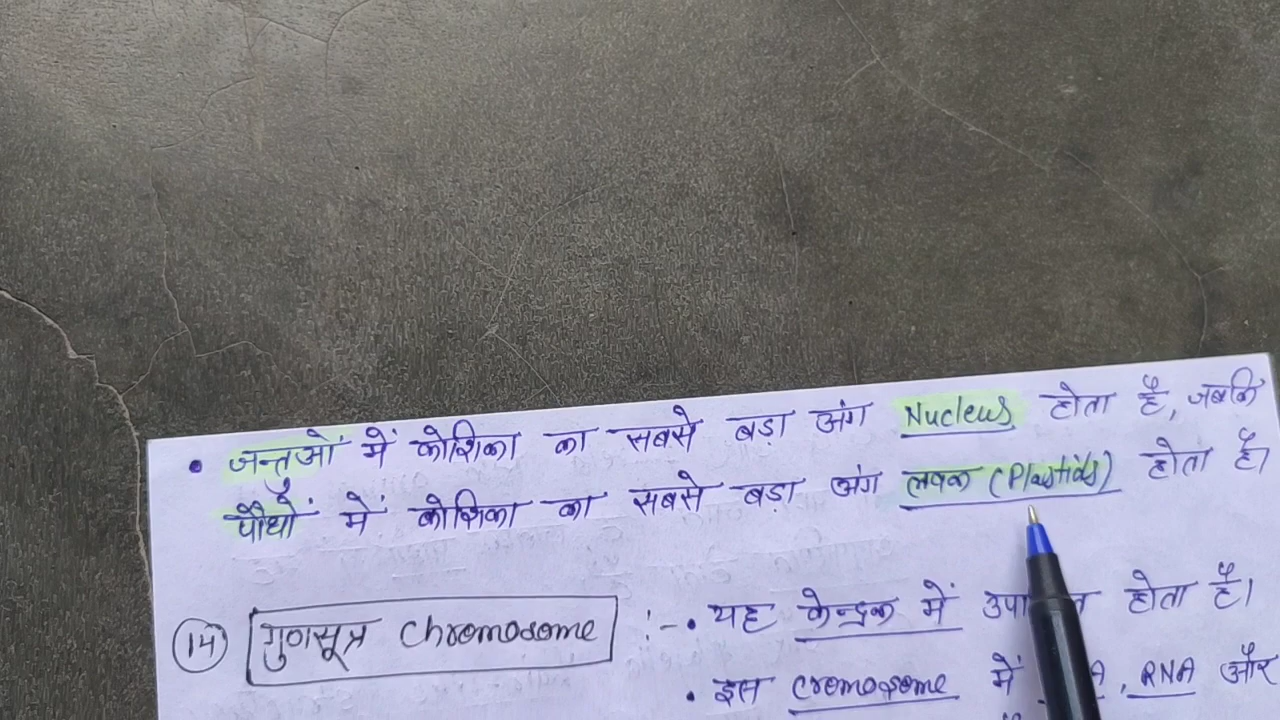 • जन्तुओं में कोशिका का सबसे बड़ा अंग Nucleus होता है, जबकि
पौधों में कोशिका का सबसे बड़ा अंग लवक (Plastids) होता है।
14 गुणसूत्र Chromosome :- • यह केन्द्रक में होता है।
• इस cromosome में , RNA और